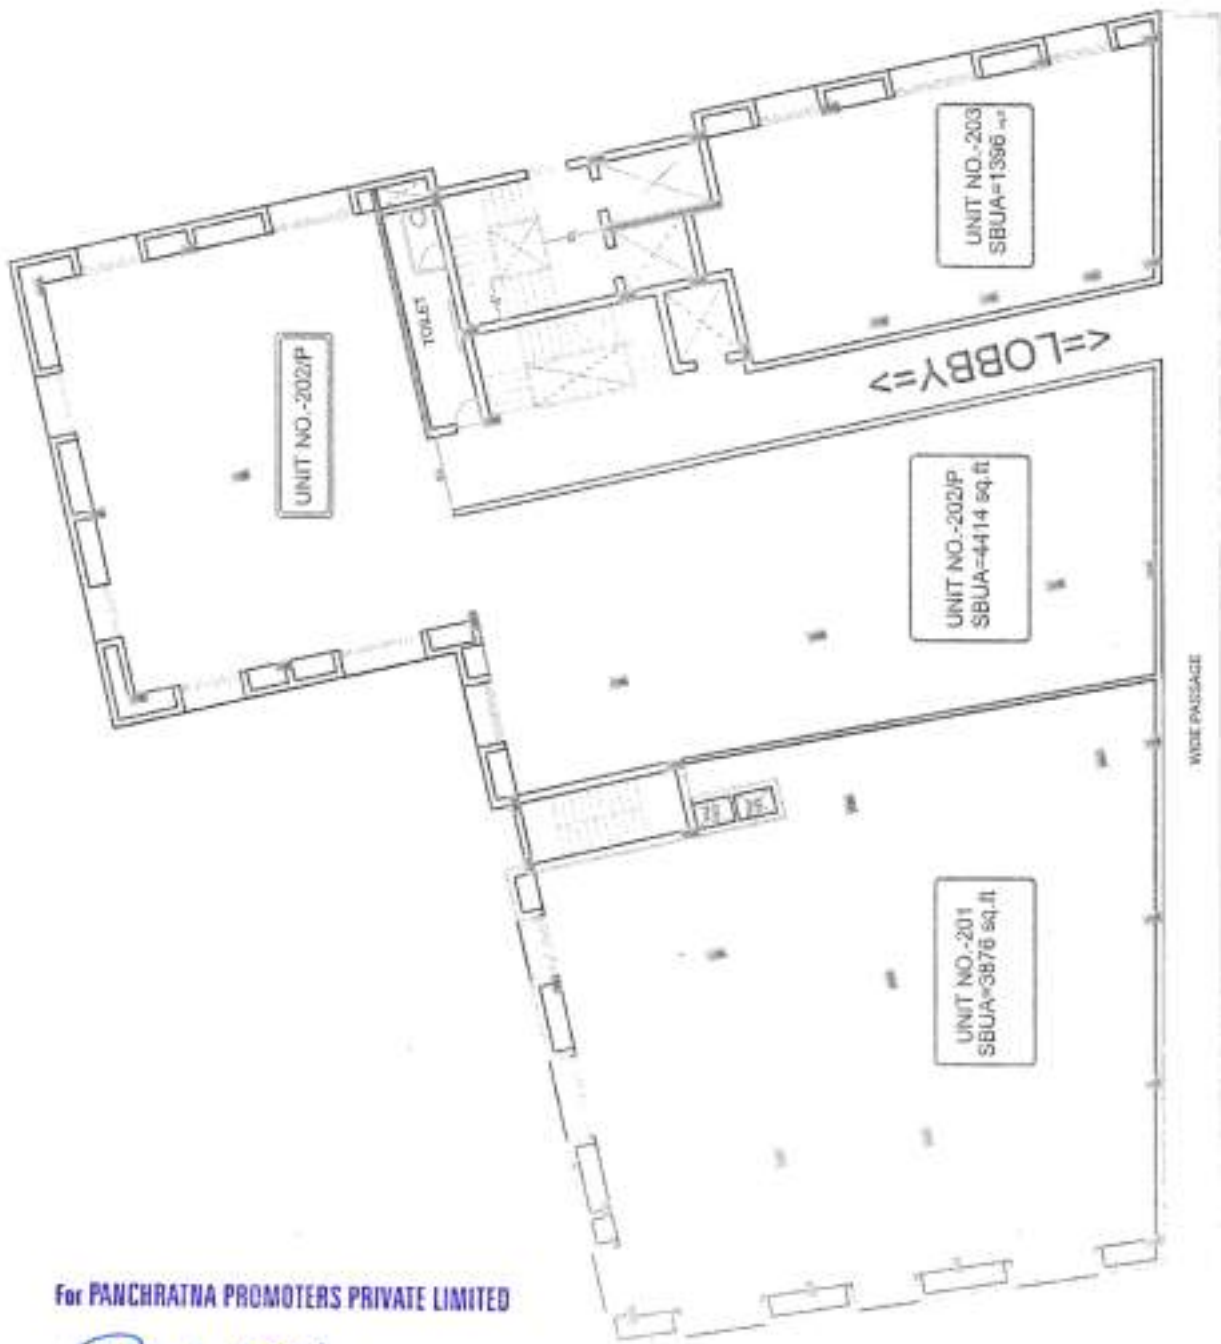 UNIT NO.-202/P
TOILET
UNIT NO.-203
SBUA=1396
<=LOBBY=>
UNIT NO.-202/P
SBUA=4414 sq.ft
UNIT NO.-201
SBUA=3876 sq.ft
WIDE PASSAGE
For PANCHRATNA PROMOTERS PRIVATE LIMITED